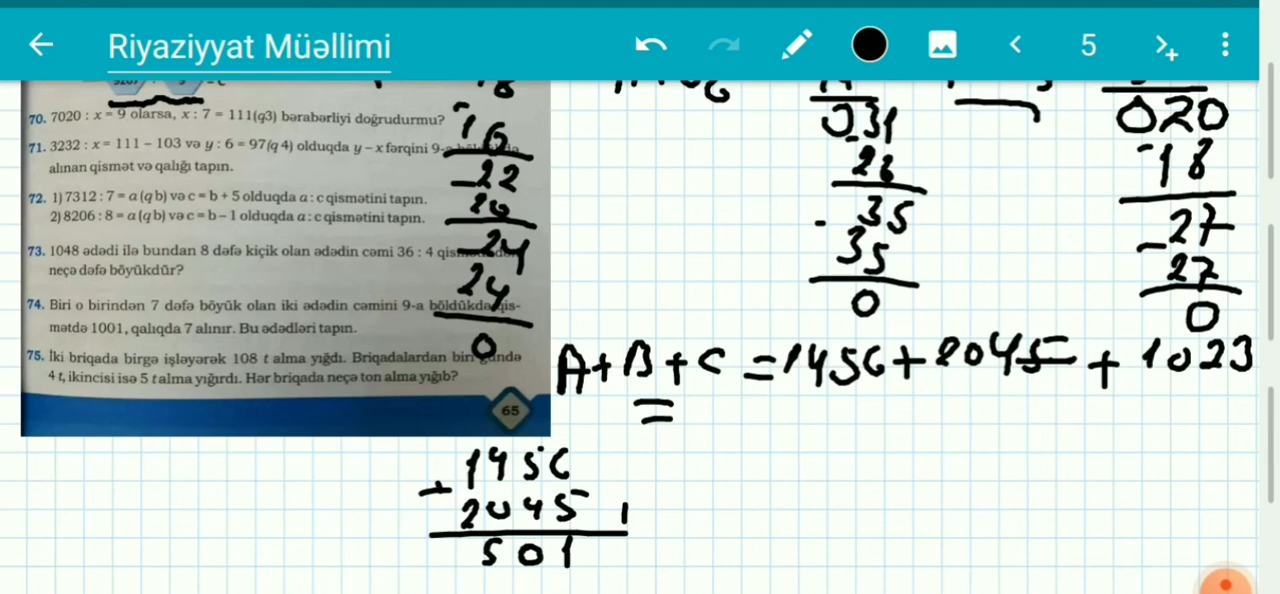 Riyaziyyat Müəllimi
5
70. 7020 : x = 9 olarsa, x : 7 = 111(q3) bərabərliyi doğrudurmu?
71. 3232 : x = 111 – 103 və y : 6 = 97(q 4) olduqda y – x fərqini 9-a
alınan qismət və qalığı tapın.
72. 1) 7312 : 7 = a (q b) və c = b + 5 olduqda a : c qismətini tapın.
2) 8206 : 8 = a (q b) və c = b – 1 olduqda a : c qismətini tapın.
73. 1048 ədədi ilə bundan 8 dəfə kiçik olan ədədin cəmi 36 : 4
neçə dəfə böyükdür?
74. Biri o birindən 7 dəfə böyük olan iki ədədin cəmini 9-a böldükdə qis-
mətdə 1001, qalıqda 7 alınır. Bu ədədləri tapın.
75. İki briqada birgə işləyərək 108 t alma yığdı. Briqadalardan biri gündə
4 t, ikincisi isə 5 t alma yığırdı. Hər briqada neçə ton alma yığıb?
65
16
-22
-24
24
0
031
28
- 35
35
0
020
-18
-27
27
0
A+B+C=1456+2045+1023
=
1456
+
2045 1
501